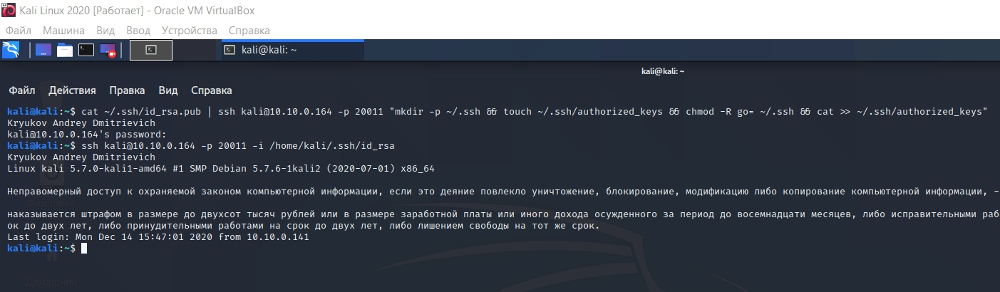 Kali Linux 2020 [Работает] - Oracle VM VirtualBox
Файл Машина Вид Ввод Устройства Справка
kali@kali: ~
kali@kali: ~
Файл Действия Правка Вид Справка
kali@kali:~$ cat ~/.ssh/id_rsa.pub | ssh kali@10.10.0.164 -p 20011 "mkdir -p ~/.ssh && touch ~/.ssh/authorized_keys && chmod -R go= ~/.ssh && cat >> ~/.ssh/authorized_keys"
Kryukov Andrey Dmitrievich
kali@10.10.0.164's password:
kali@kali:~$ ssh kali@10.10.0.164 -p 20011 -i /home/kali/.ssh/id_rsa
Kryukov Andrey Dmitrievich
Linux kali 5.7.0-kali1-amd64 #1 SMP Debian 5.7.6-1kali2 (2020-07-01) x86_64
Неправомерный доступ к охраняемой законом компьютерной информации, если это деяние повлекло уничтожение, блокирование, модификацию либо копирование компьютерной информации, -
наказывается штрафом в размере до двухсот тысяч рублей или в размере заработной платы или иного дохода осужденного за период до восемнадцати месяцев, либо исправительными раб
ок до двух лет, либо принудительными работами на срок до двух лет, либо лишением свободы на тот же срок.
Last login: Mon Dec 14 15:47:01 2020 from 10.10.0.141
kali@kali:~$
Домашний